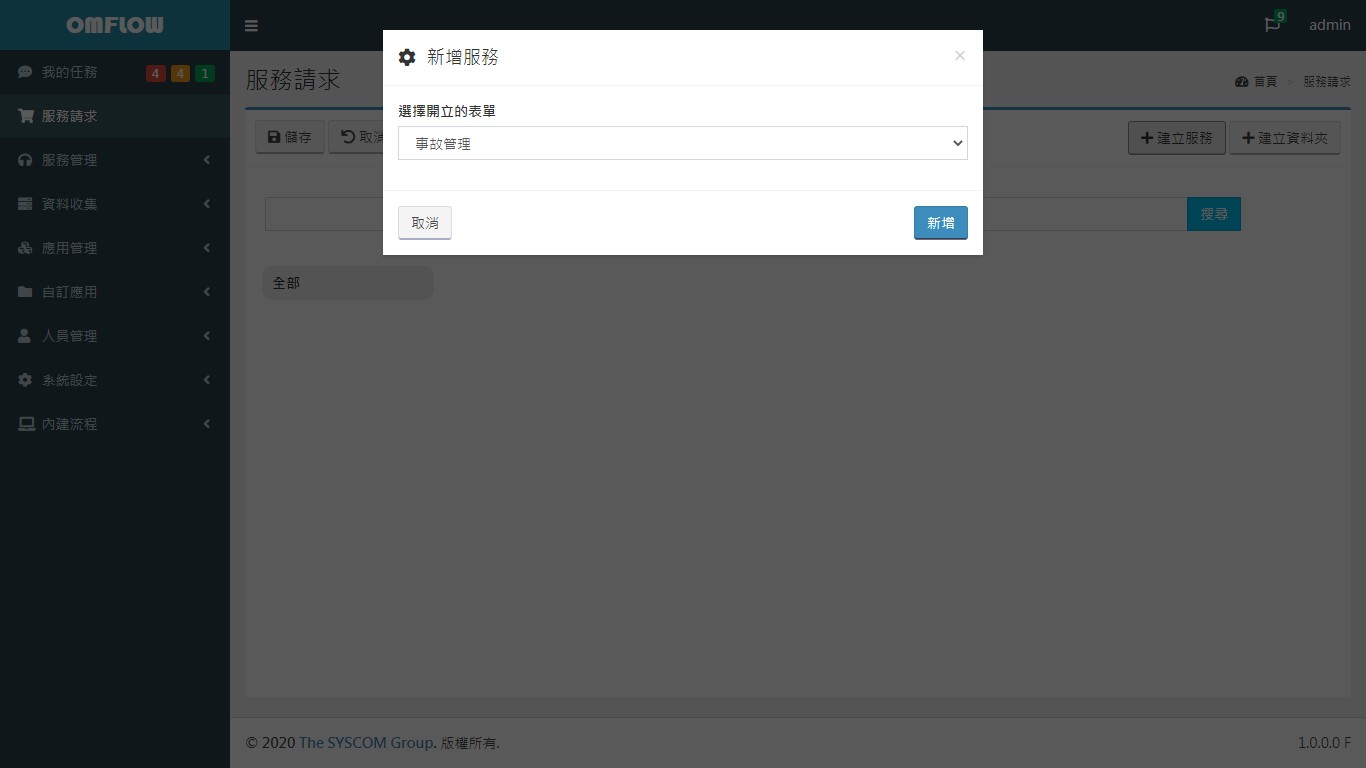 OMFLOW
9
admin
我的任務 4 4 1
服務請求
服務管理
資料收集
應用管理
自訂應用
人員管理
系統設定
內建流程
服務請求
首頁 > 服務請求
儲存
取消
建立服務
建立資料夾
搜尋
全部
新增服務
×
選擇開立的表單
事故管理
取消
新增
© 2020 The SYSCOM Group. 版權所有.
1.0.0.0 F